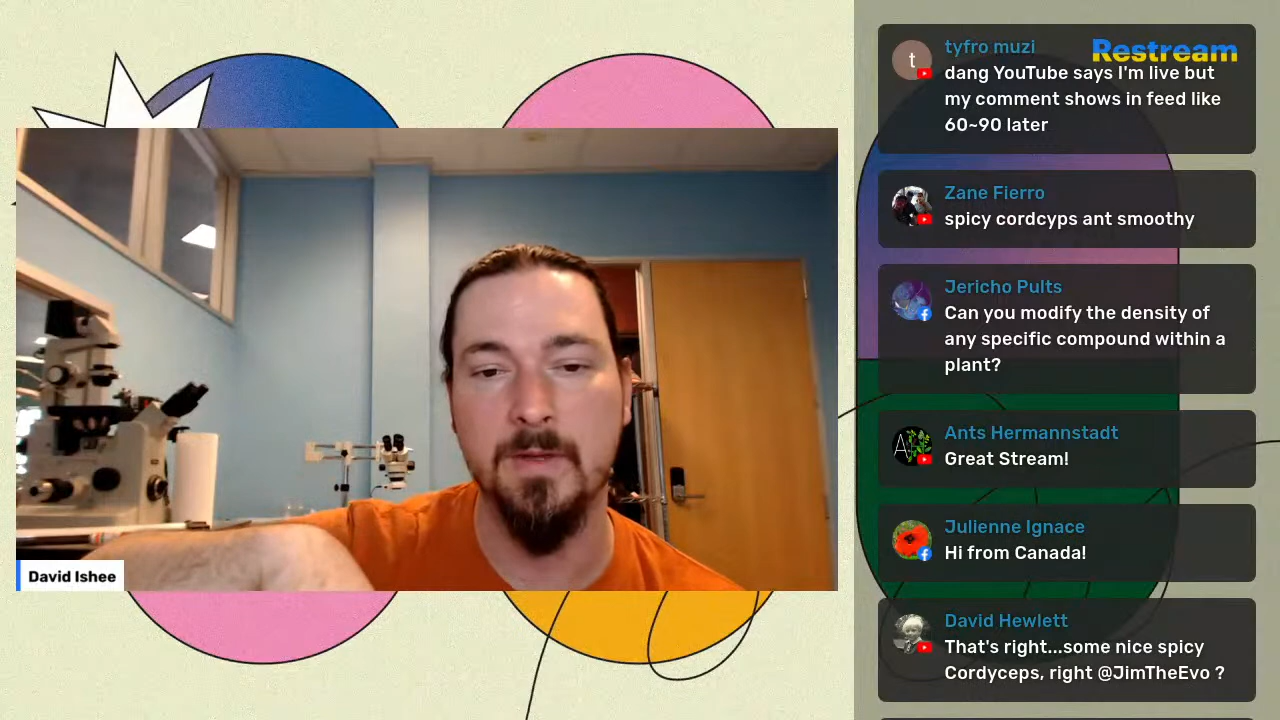 David Ishee
Restream
tyfro muzi
dang YouTube says I'm live but
my comment shows in feed like
60~90 later
Zane Fierro
spicy cordcyps ant smoothy
Jericho Pults
Can you modify the density of
any specific compound within a
plant?
Ants Hermannstadt
Great Stream!
Julienne Ignace
Hi from Canada!
David Hewlett
That's right...some nice spicy
Cordyceps, right @JimTheEvo ?
t